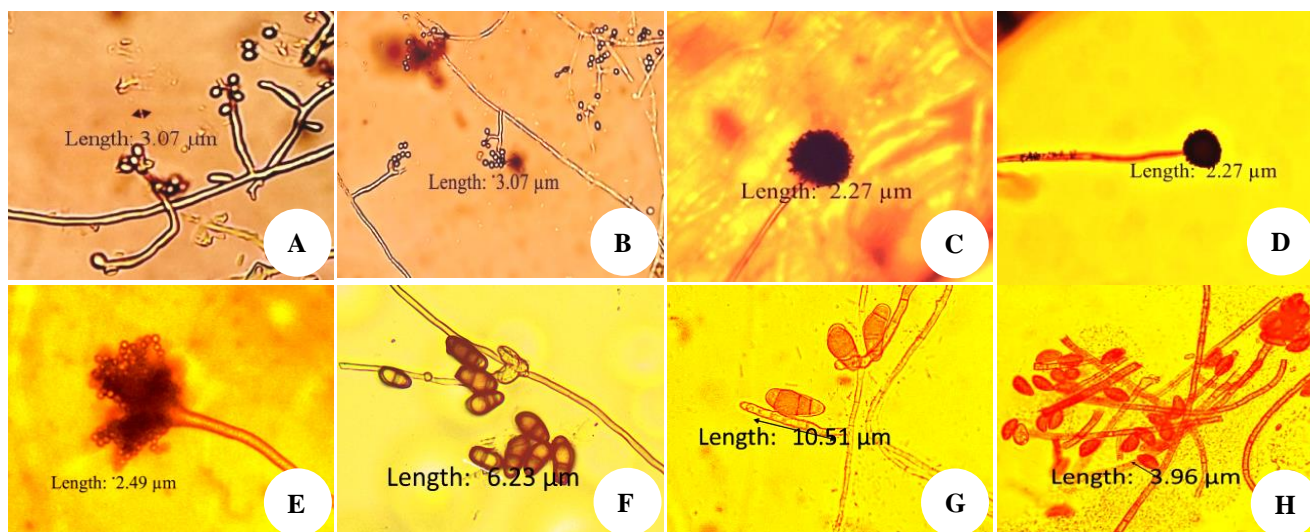 Length: 3.07 µm
A
Length: 3.07 µm
B
Length: 2.27 µm
C
Length: 2.27 µm
D
Length: 2.49 µm
E
Length: 6.23 µm
F
Length: 10.51 µm
G
Length: 3.96 µm
H